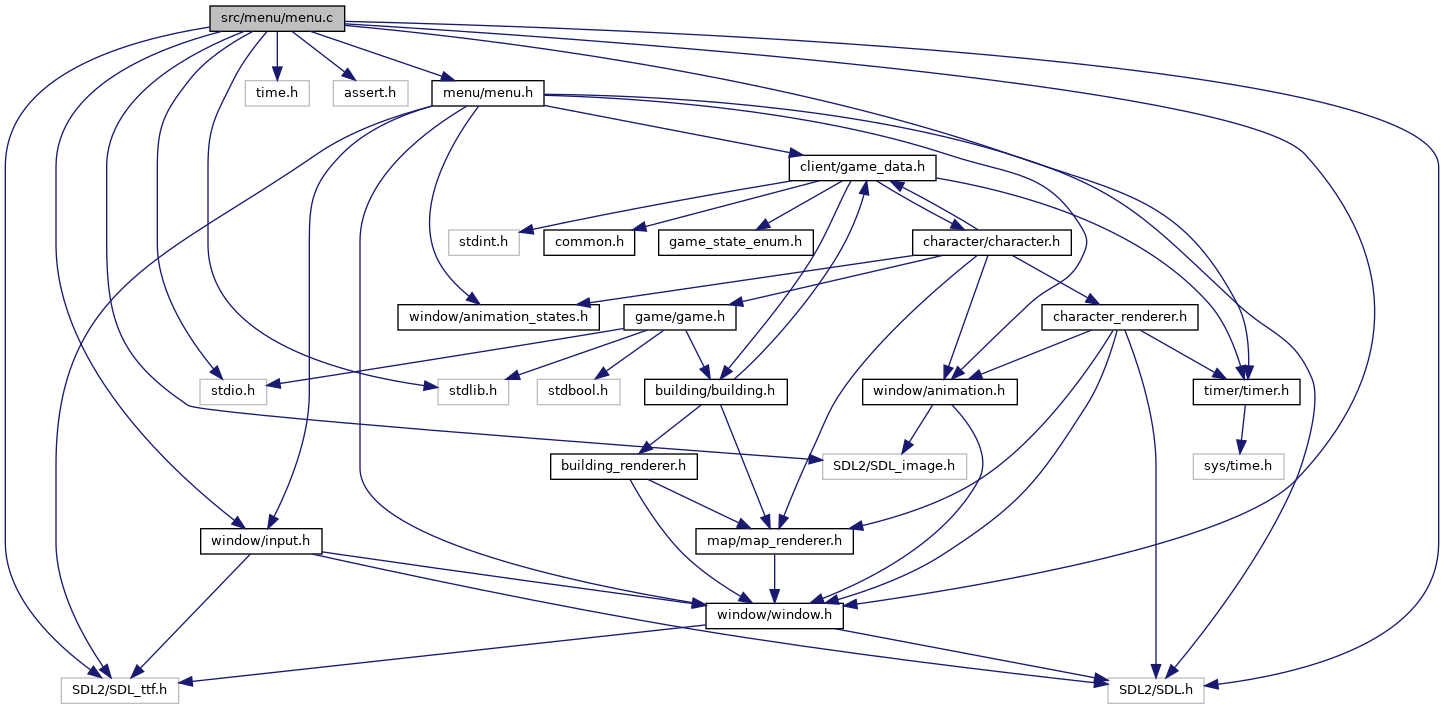 src/menu/menu.c
time.h
assert.h
menu/menu.h
client/game_data.h
stdint.h
common.h
game_state_enum.h
character/character.h
window/animation_states.h
game/game.h
character_renderer.h
stdio.h
stdlib.h
stdbool.h
building/building.h
window/animation.h
timer/timer.h
building_renderer.h
SDL2/SDL_image.h
sys/time.h
window/input.h
map/map_renderer.h
window/window.h
SDL2/SDL_ttf.h
SDL2/SDL.h